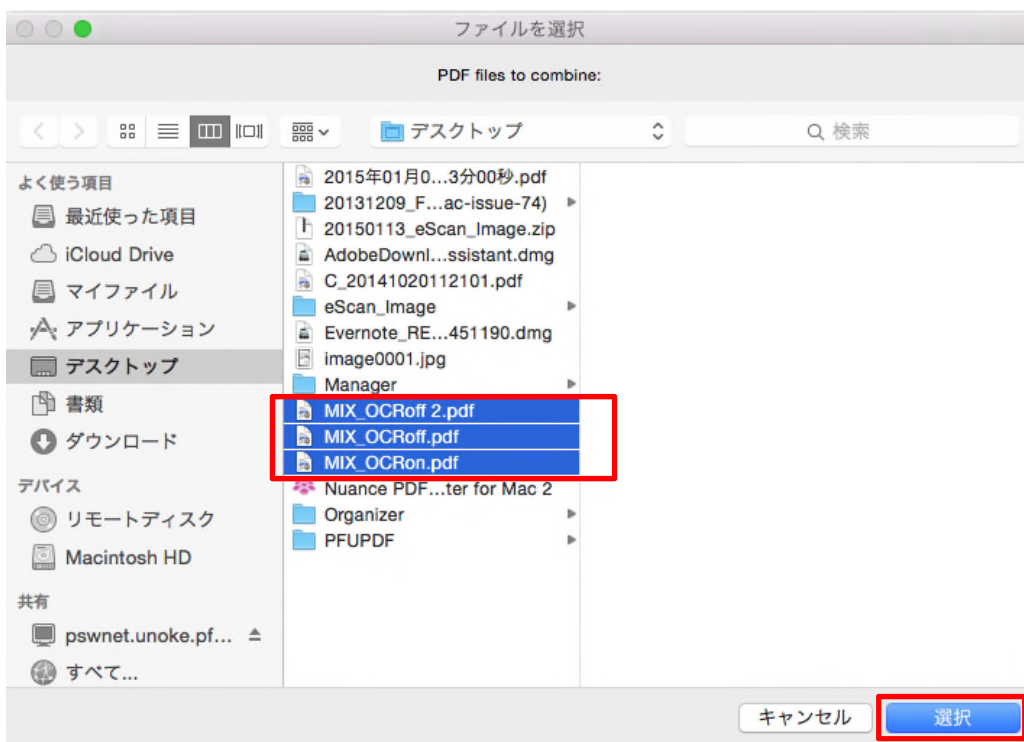 ファイルを選択
PDF files to combine:
デスクトップ
検索
よく使う項目
最近使った項目
iCloud Drive
マイファイル
アプリケーション
デスクトップ
書類
ダウンロード
デバイス
リモートディスク
Macintosh HD
共有
pswnet.unoke.pf...
すべて...
2015年01月0...3分00秒.pdf
20131209_F...ac-issue-74)
20150113_eScan_Image.zip
AdobeDownl...ssistant.dmg
C_20141020112101.pdf
eScan_Image
Evernote_RE...451190.dmg
image0001.jpg
Manager
MIX_OCRoff 2.pdf
MIX_OCRoff.pdf
MIX_OCRon.pdf
Nuance PDF...ter for Mac 2
Organizer
PFUPDF
キャンセル
選択